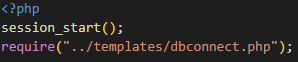 <?php
session_start();
require("../templates/dbconnect.php");